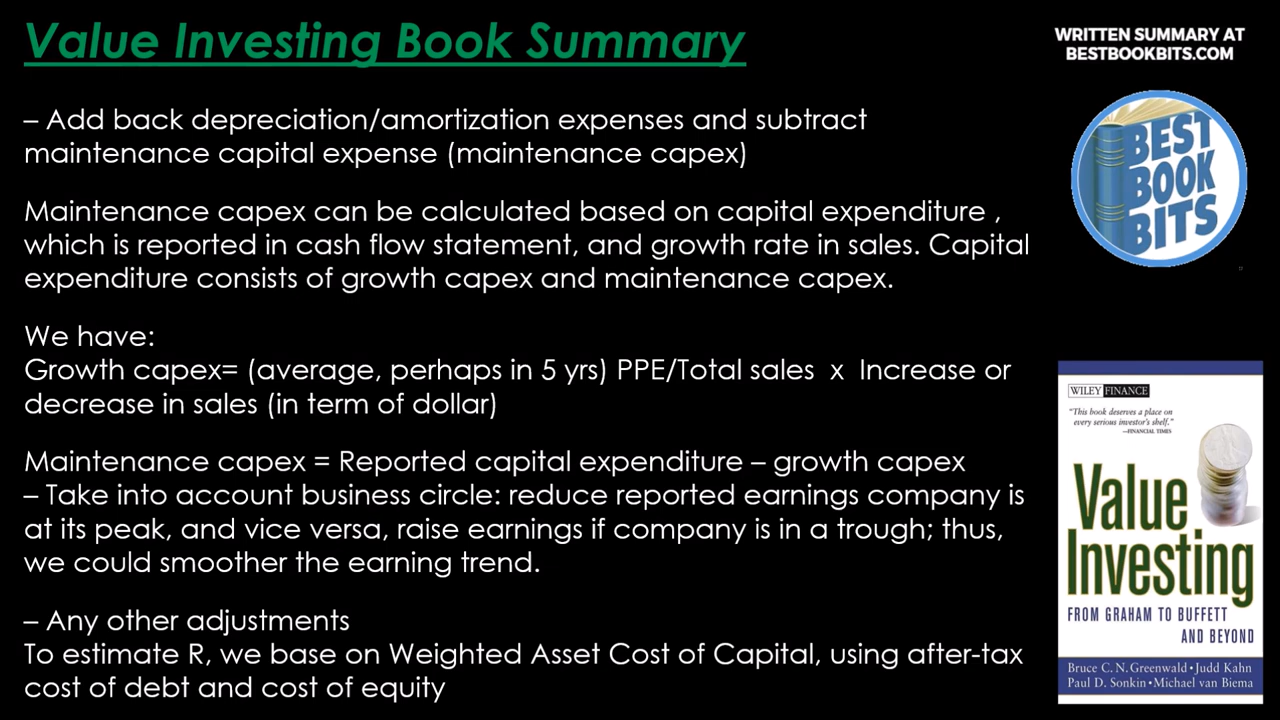 Value Investing Book Summary
WRITTEN SUMMARY AT
BESTBOOKBITS.COM
– Add back depreciation/amortization expenses and subtract
maintenance capital expense (maintenance capex)
Maintenance capex can be calculated based on capital expenditure ,
which is reported in cash flow statement, and growth rate in sales. Capital
expenditure consists of growth capex and maintenance capex.
We have:
Growth capex= (average, perhaps in 5 yrs) PPE/Total sales x Increase or
decrease in sales (in term of dollar)
Maintenance capex = Reported capital expenditure – growth capex
– Take into account business circle: reduce reported earnings company is
at its peak, and vice versa, raise earnings if company is in a trough; thus,
we could smoother the earning trend.
– Any other adjustments
To estimate R, we base on Weighted Asset Cost of Capital, using after-tax
cost of debt and cost of equity
BEST
BOOK
BITS
"
WILEY FINANCE
"This book deserves a place on
every serious investor's shelf."
—FINANCIAL TIMES
Value
Investing
FROM GRAHAM TO BUFFETT
AND BEYOND
Bruce C. N. Greenwald • Judd Kahn
Paul D. Sonkin • Michael van Biema